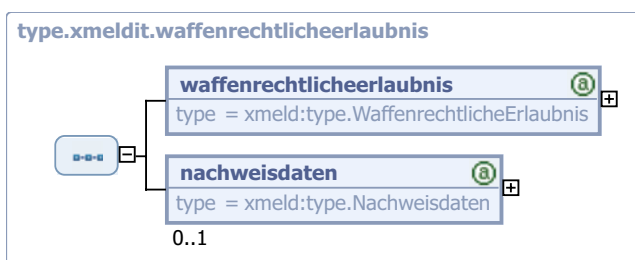 type.xmeldit.waffenrechtlicheerlaubnis
waffenrechtlicheerlaubnis
type = xmeld:type.WaffenrechtlicheErlaubnis
nachweisdaten
type = xmeld:type.Nachweisdaten
0..1